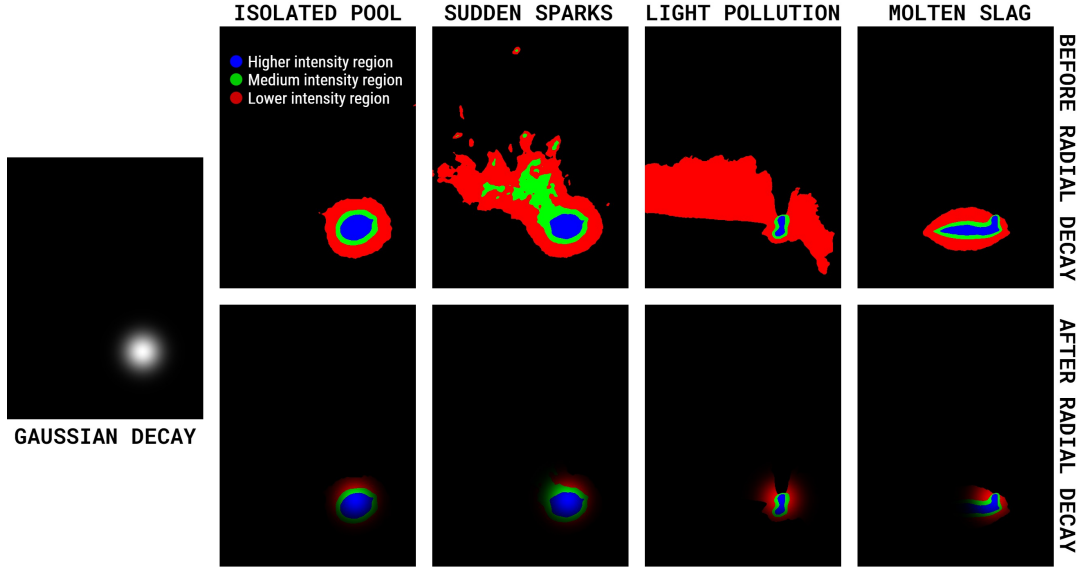 ISOLATED POOL
SUDDEN SPARKS
LIGHT POLLUTION
MOLTEN SLAG
Higher intensity region
Medium intensity region
Lower intensity region
BEFORE RADIAL DECAY
GAUSSIAN DECAY
AFTER RADIAL DECAY